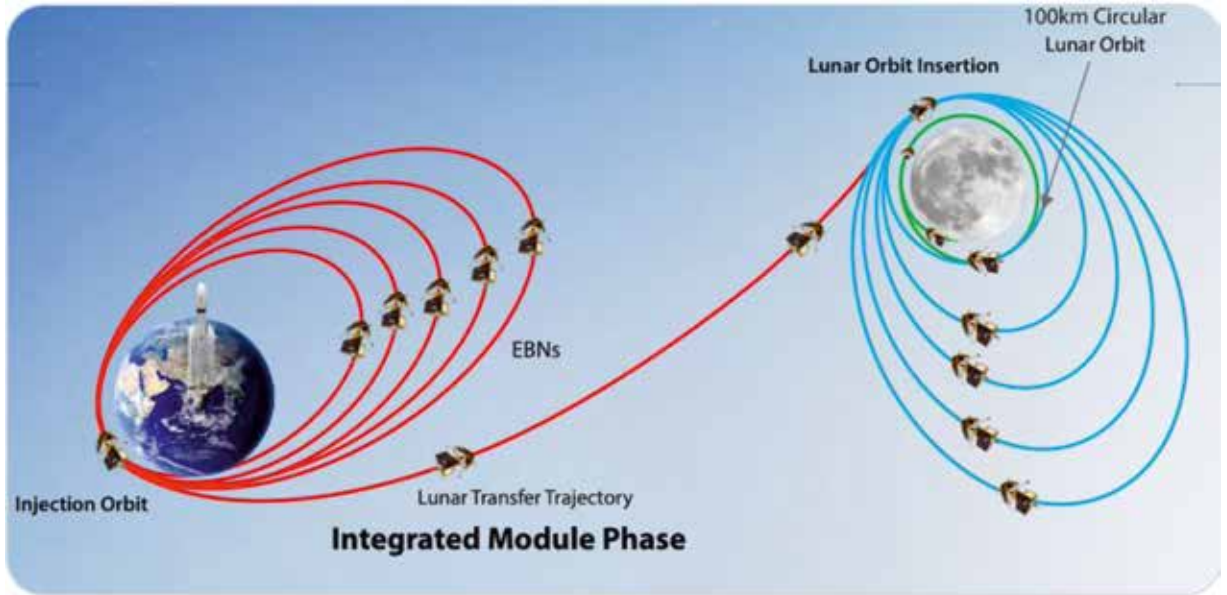 100km Circular
Lunar Orbit
Lunar Orbit Insertion
EBNs
Injection Orbit
Lunar Transfer Trajectory
Integrated Module Phase